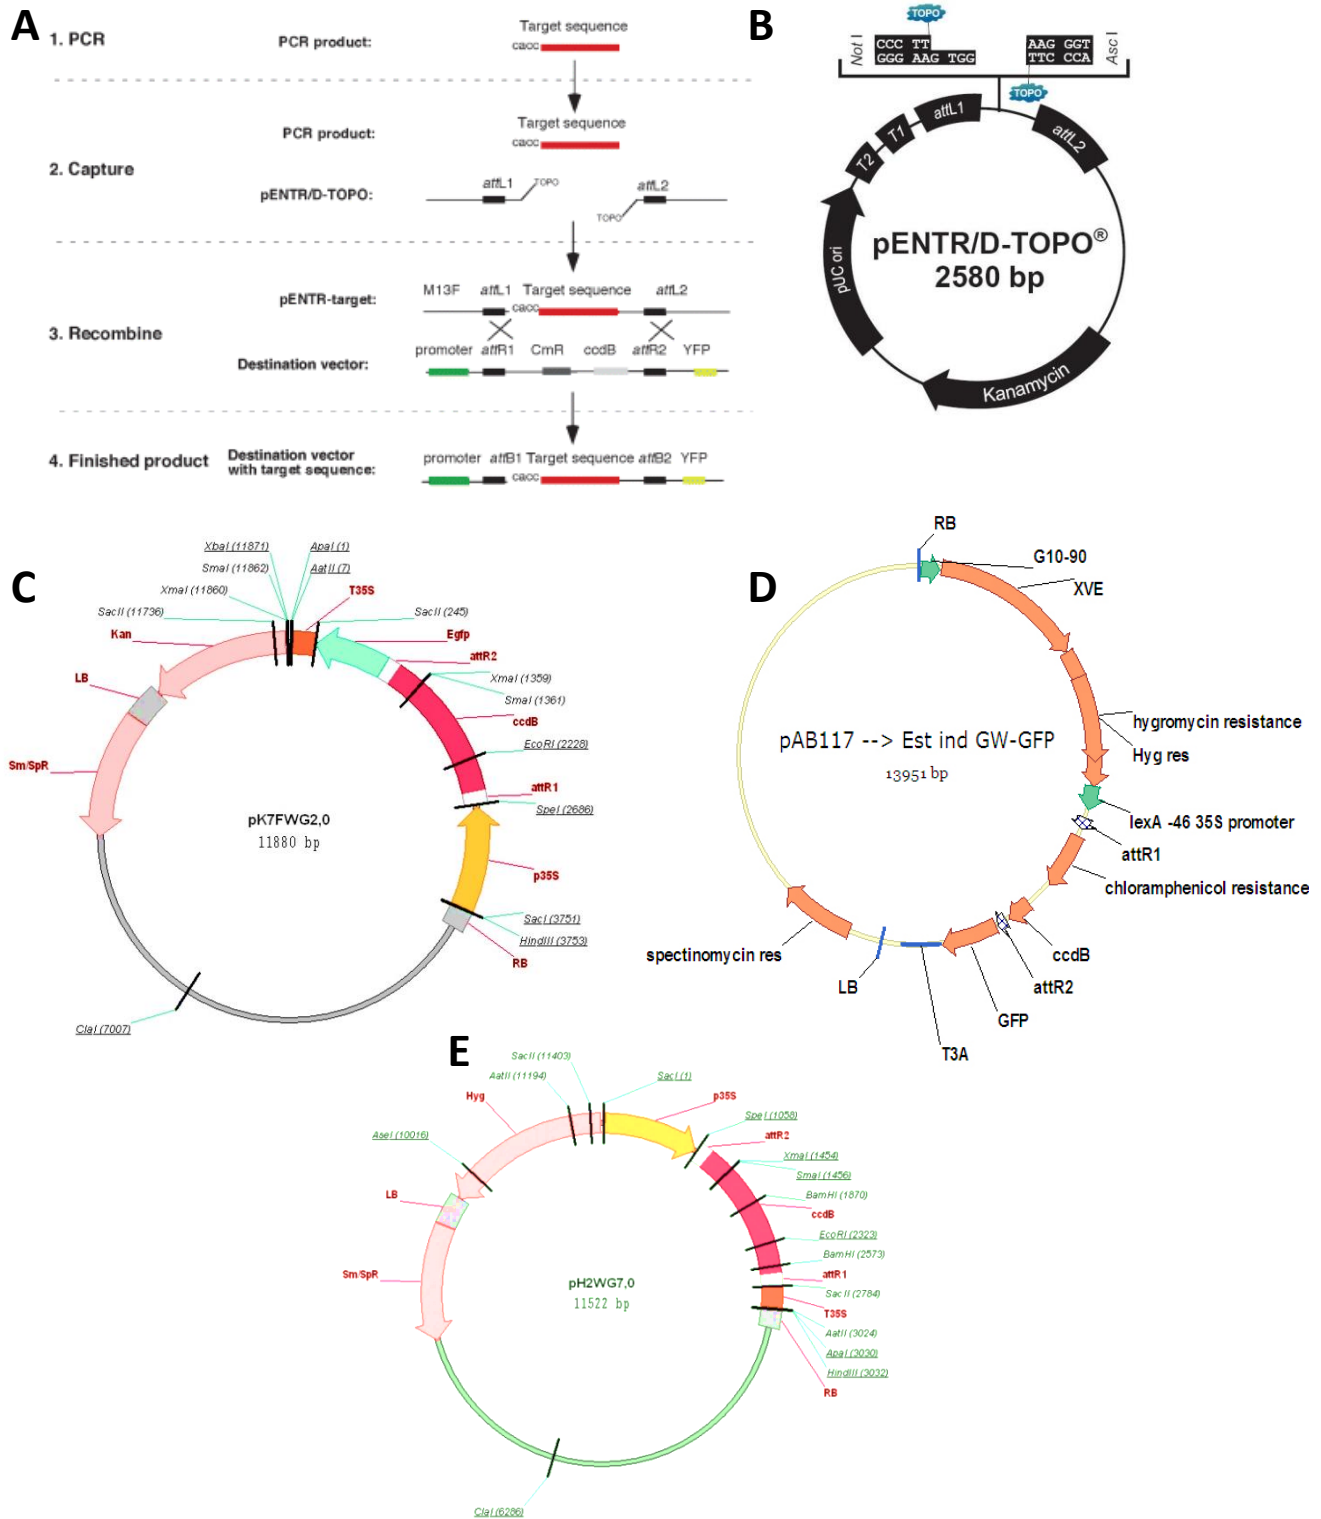 A
1. PCR
PCR product:
Target sequence
cacc
2. Capture
PCR product:
Target sequence
cacc
pENTR/D-TOPO:
attL1
TOPO
attL2
TOPO
3. Recombine
pENTR-target:
M13F attL1 Target sequence attL2
cacc
Destination vector:
promoter attR1 CmR ccdB attR2 YFP
4. Finished product
Destination vector
with target sequence:
promoter attB1 Target sequence attB2 YFP
cacc
B
TOPO
Not I
CCC TT
GGG AAG TGG
AAG GGT
TTC CCA
Asc I
TOPO
attL1
attL2
T1
T2
pUC ori
Kanamycin
pENTR/D-TOPO®
2580 bp
C
XbaI (11871)
SmaI (11862)
XmaI (11860)
SacII (11736)
Kan
LB
Sm/SpR
ApaI (1)
AatII (7)
T35S
SacII (245)
Egfp
attR2
XmaI (1359)
SmaI (1361)
ccdB
EcoRI (2228)
attR1
SpeI (2686)
p35S
SacI (3751)
HindIII (3753)
RB
ClaI (7007)
pK7FWG2,0
11880 bp
D
RB
G10-90
XVE
hygromycin resistance
Hyg res
lexA -46 35S promoter
attR1
chloramphenicol resistance
ccdB
attR2
GFP
T3A
LB
spectinomycin res
pAB117 --> Est ind GW-GFP
13951 bp
E
SacII (11403)
AatII (11194)
Hyg
AseI (10016)
LB
Sm/SpR
SacI (1)
p35S
SpeI (1058)
attR2
XmaI (1454)
SmaI (1456)
BamHI (1870)
ccdB
EcoRI (2323)
BamHI (2573)
attR1
SacII (2784)
T35S
AatII (3024)
ApaI (3030)
HindIII (3032)
RB
ClaI (6286)
pH2WG7,0
11522 bp